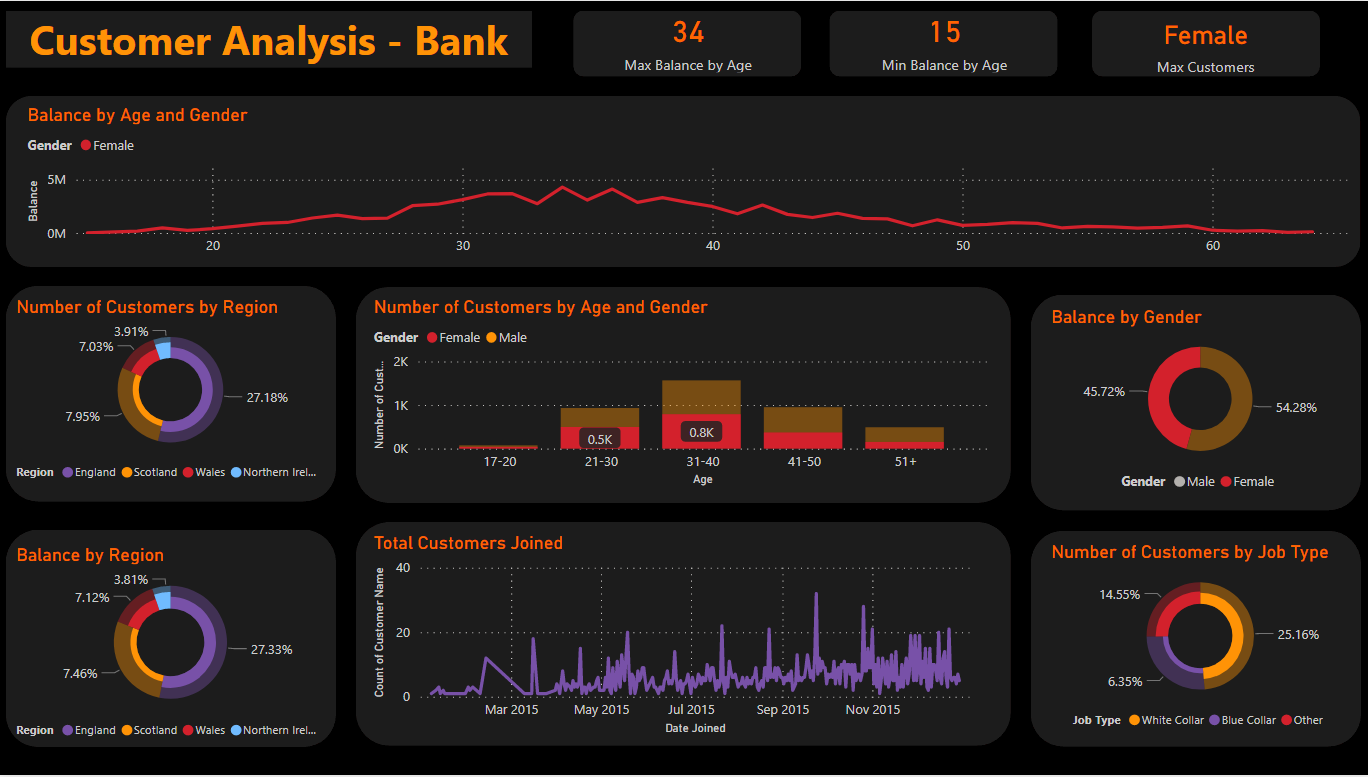 Customer Analysis - Bank
34
Max Balance by Age
15
Min Balance by Age
Female
Max Customers
Balance by Age and Gender
Gender Female
Balance
5M
0M
20 30 40 50 60
Number of Customers by Region
3.91%
7.03%
7.95%
27.18%
Region England Scotland Wales Northern Irel...
Number of Customers by Age and Gender
Gender Female Male
Number of Cust...
2K
1K
0K
0.5K
0.8K
17-20 21-30 31-40 41-50 51+
Age
Balance by Gender
45.72%
54.28%
Gender Male Female
Balance by Region
3.81%
7.12%
7.46%
27.33%
Region England Scotland Wales Northern Irel...
Total Customers Joined
Count of Customer Name
40
20
0
Mar 2015 May 2015 Jul 2015 Sep 2015 Nov 2015
Date Joined
Number of Customers by Job Type
14.55%
25.16%
6.35%
Job Type White Collar Blue Collar Other